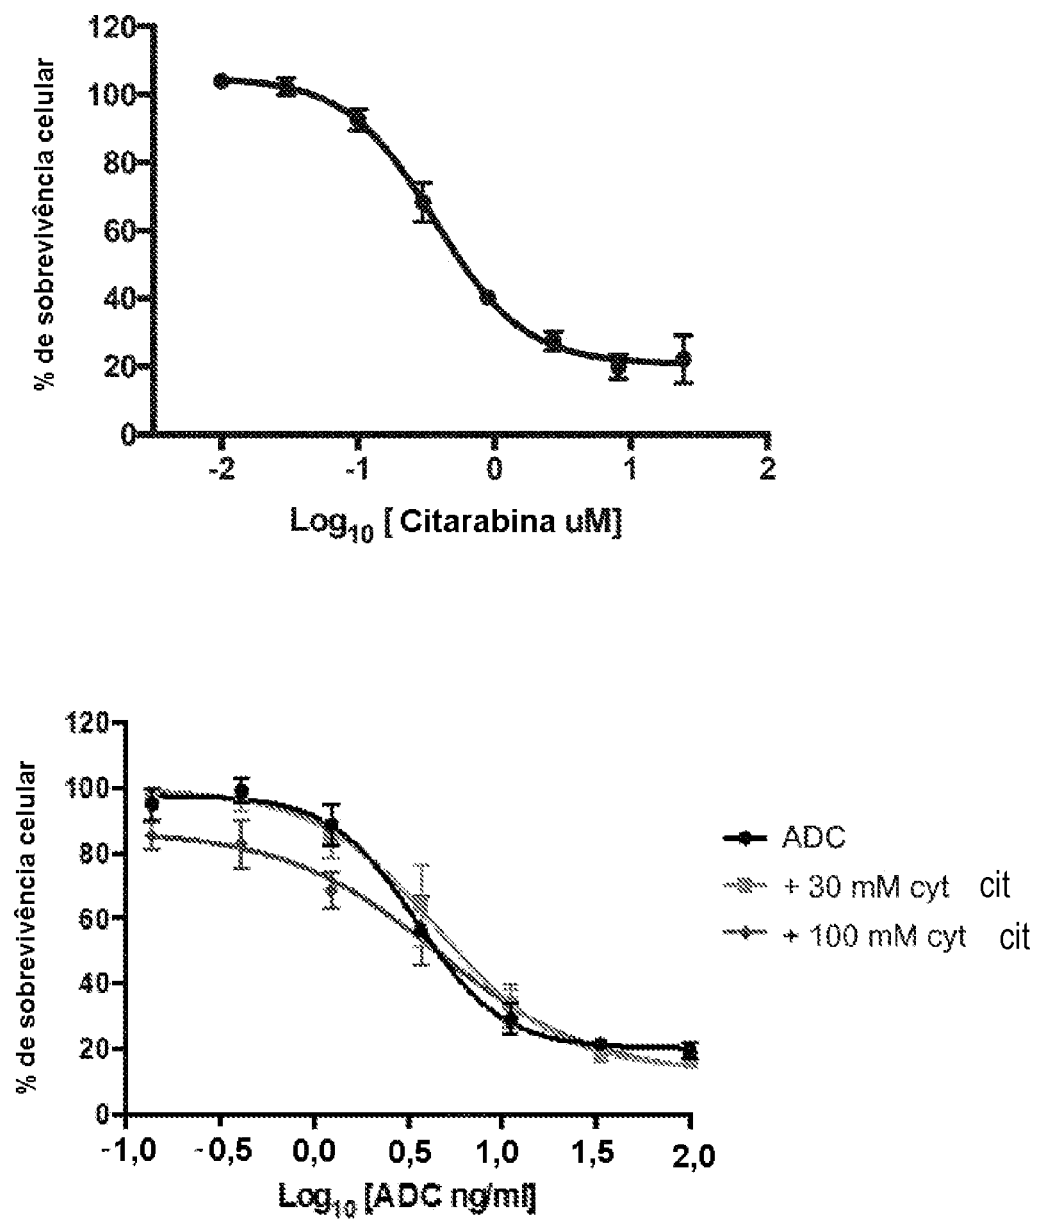 120
100
80
60
40
20
0
% de sobrevivência celular
-2 -1 0 1 2
Log10 [ Citarabina uM]
120
100
80
60
40
20
0
% de sobrevivência celular
-1,0 -0,5 0,0 0,5 1,0 1,5 2,0
Log10 [ADC ng/ml]
ADC
+ 30 mM cyt cit
+ 100 mM cyt cit